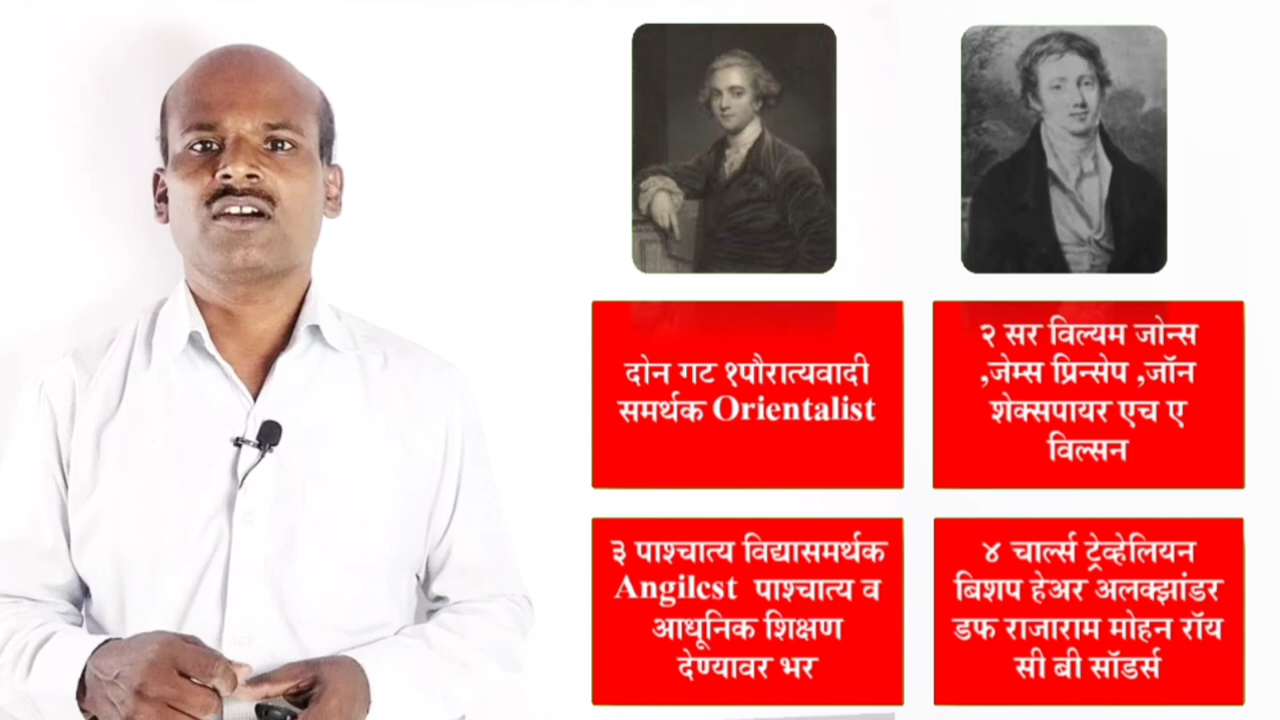 दोन गट १पौरात्यवादी
समर्थक Orientalist
२ सर विल्यम जोन्स
,जेम्स प्रिन्सेप ,जॉन
शेक्सपायर एच ए
विल्सन
३ पाश्चात्य विद्यासमर्थक
Angilcst पाश्चात्य व
आधूनिक शिक्षण
देण्यावर भर
४ चार्ल्स ट्रेव्हेलियन
बिशप हेअर अलक्झांडर
डफ राजाराम मोहन रॉय
सी बी सॉडर्स